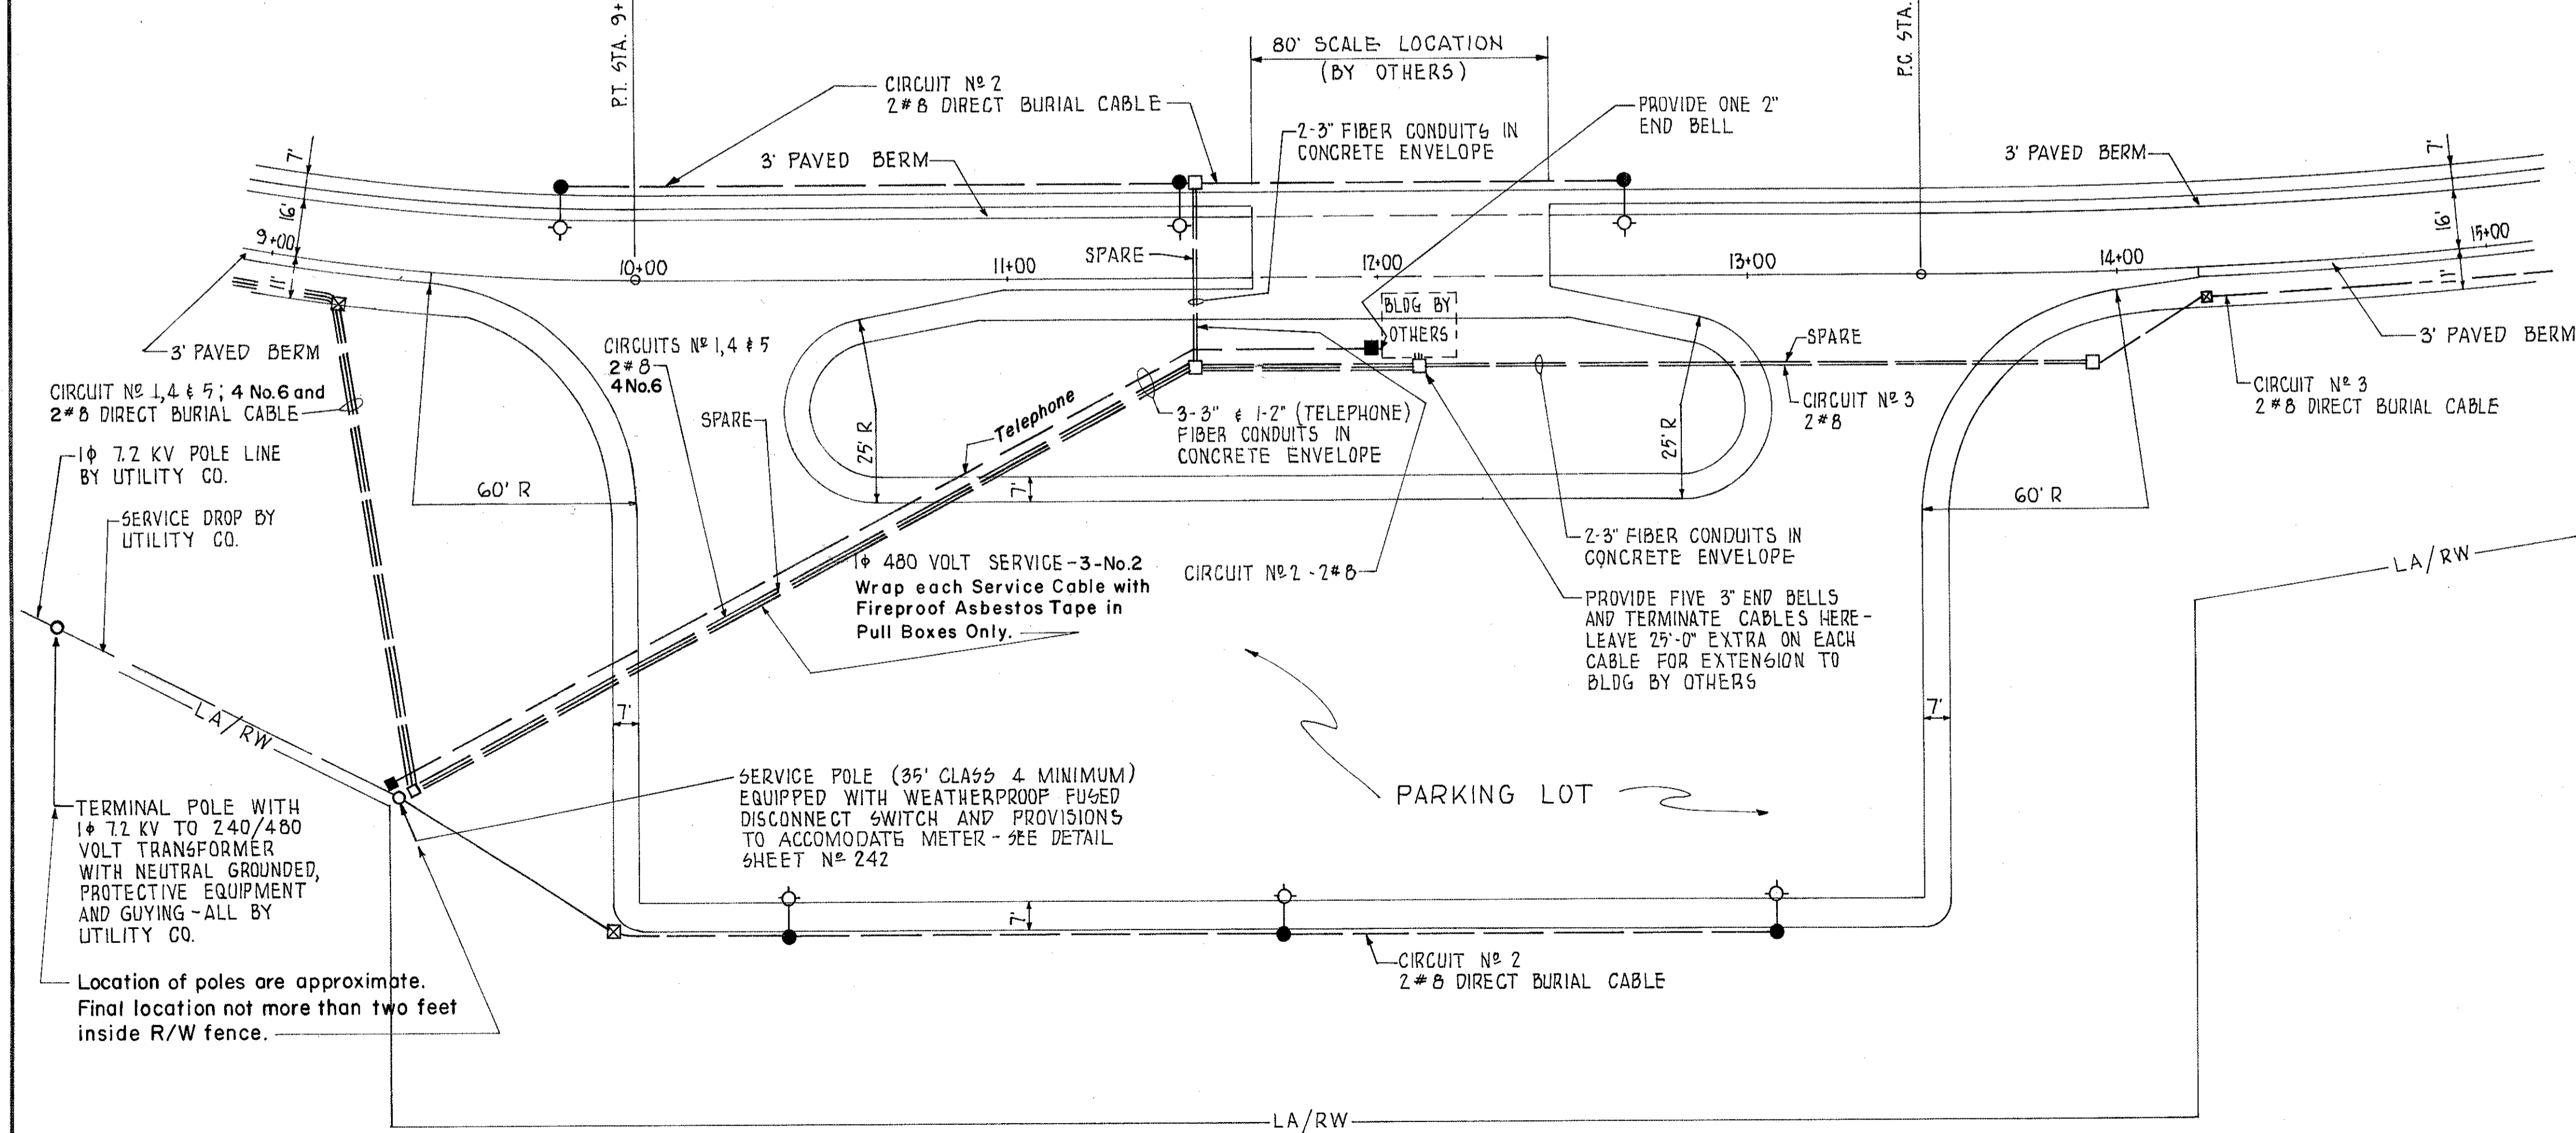 P.T. STA. 9+
P.C. STA.
80' SCALE LOCATION
(BY OTHERS)
CIRCUIT Nº 2
2#8 DIRECT BURIAL CABLE
PROVIDE ONE 2"
END BELL
2-3" FIBER CONDUITS IN
CONCRETE ENVELOPE
3' PAVED BERM
3' PAVED BERM
7'
16'
11'
7'
16'
11'
9+00
10+00
11+00
12+00
13+00
14+00
15+00
SPARE
BLDG BY
OTHERS
3' PAVED BERM
3' PAVED BERM
CIRCUITS Nº 1,4 & 5
2#8
4 No.6
SPARE
CIRCUIT Nº 1,4 & 5; 4 No.6 and
2#8 DIRECT BURIAL CABLE
SPARE
CIRCUIT Nº 3
2#8
CIRCUIT Nº 3
2#8 DIRECT BURIAL CABLE
Telephone
25' R
25' R
3-3" & 1-2" (TELEPHONE)
FIBER CONDUITS IN
CONCRETE ENVELOPE
1ϕ 7.2 KV POLE LINE
BY UTILITY CO.
60' R
7'
60' R
SERVICE DROP BY
UTILITY CO.
2-3" FIBER CONDUITS IN
CONCRETE ENVELOPE
1ϕ 480 VOLT SERVICE-3-No.2
Wrap each Service Cable with
Fireproof Asbestos Tape in
Pull Boxes Only.
CIRCUIT Nº 2 - 2#8
PROVIDE FIVE 3" END BELLS
AND TERMINATE CABLES HERE-
LEAVE 25'-0" EXTRA ON EACH
CABLE FOR EXTENSION TO
BLDG BY OTHERS
LA/RW
LA/RW
7'
7'
SERVICE POLE (35' CLASS 4 MINIMUM)
EQUIPPED WITH WEATHERPROOF FUSED
DISCONNECT SWITCH AND PROVISIONS
TO ACCOMODATE METER - SEE DETAIL
SHEET Nº 242
PARKING LOT
TERMINAL POLE WITH
1ϕ 7.2 KV TO 240/480
VOLT TRANSFORMER
WITH NEUTRAL GROUNDED,
PROTECTIVE EQUIPMENT
AND GUYING - ALL BY
UTILITY CO.
7'
CIRCUIT Nº 2
2#8 DIRECT BURIAL CABLE
Location of poles are approximate.
Final location not more than two feet
inside R/W fence.
LA/RW